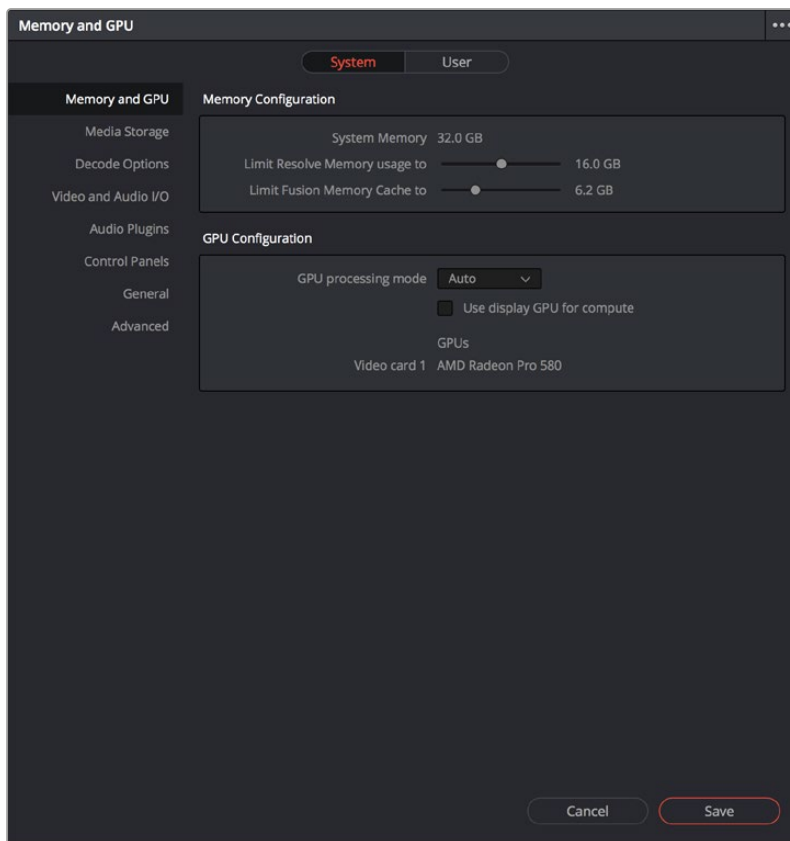 Memory and GPU
System User
Memory and GPU
Media Storage
Decode Options
Video and Audio I/O
Audio Plugins
Control Panels
General
Advanced
Memory Configuration
System Memory 32.0 GB
Limit Resolve Memory usage to 16.0 GB
Limit Fusion Memory Cache to 6.2 GB
GPU Configuration
GPU processing mode Auto
Use display GPU for compute
GPUs
Video card 1 AMD Radeon Pro 580
Cancel Save